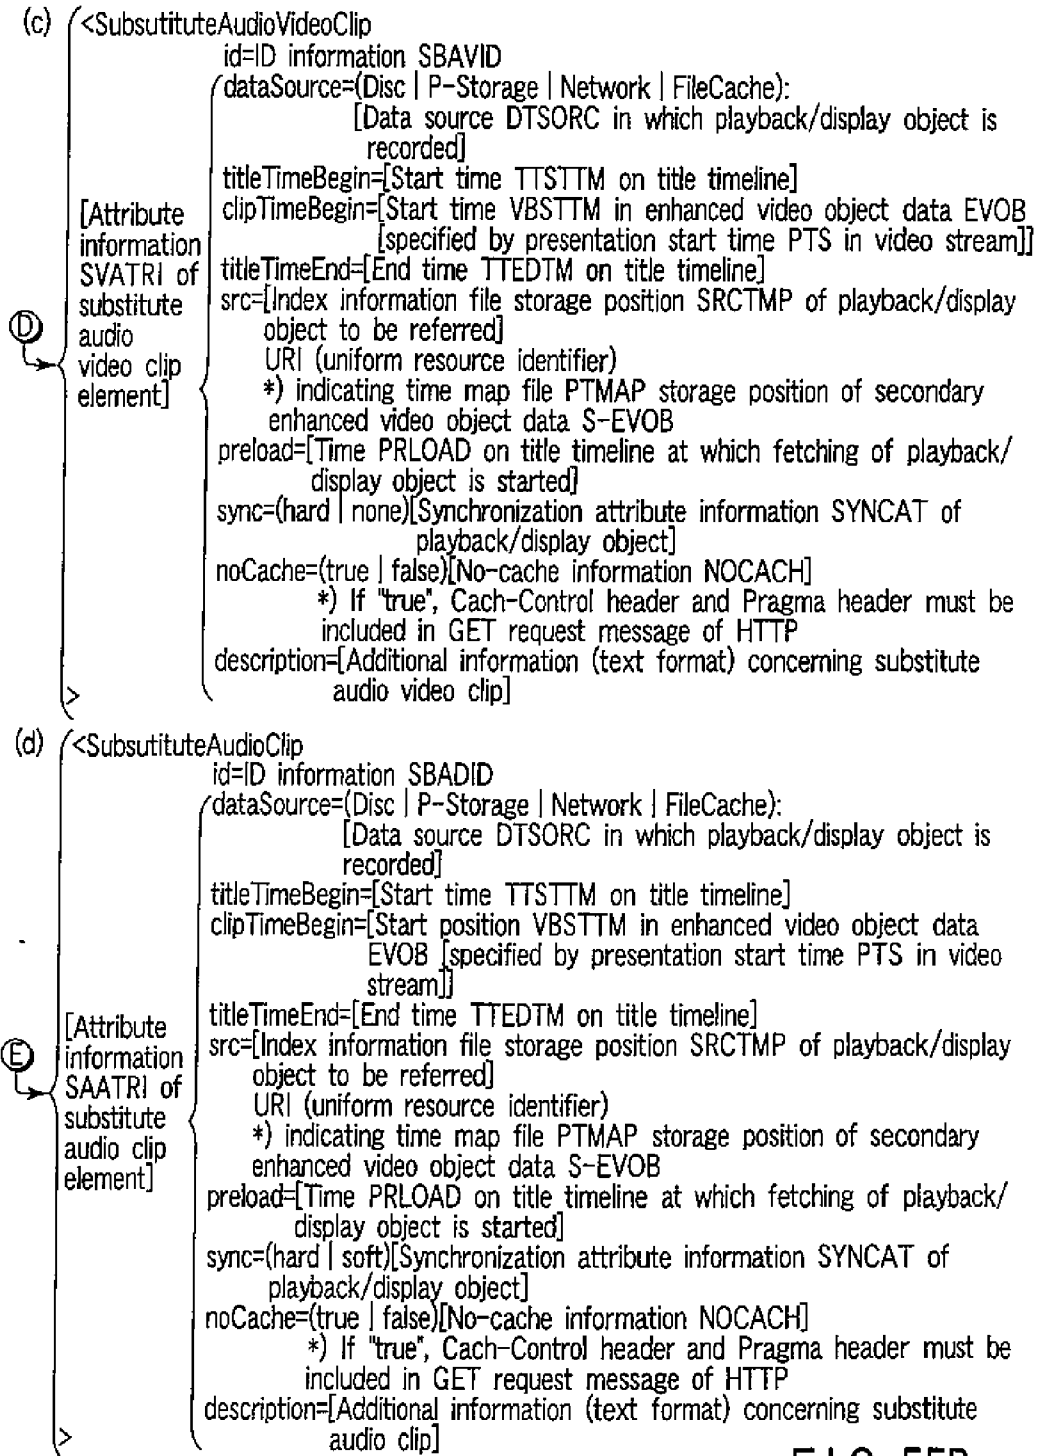 (c) <SubsutituteAudioVideoClip
id=ID information SBAVID
dataSource=(Disc | P-Storage | Network | FileCache):
[Data source DTSORC in which playback/display object is
recorded]
titleTimeBegin=[Start time TTSTTM on title timeline]
clipTimeBegin=[Start time VBSTTM in enhanced video object data EVOB
[specified by presentation start time PTS in video stream]]
titleTimeEnd=[End time TTEDTM on title timeline]
src=[Index information file storage position SRCTMP of playback/display
object to be referred]
URI (uniform resource identifier)
*) indicating time map file PTMAP storage position of secondary
enhanced video object data S-EVOB
preload=[Time PRLOAD on title timeline at which fetching of playback/
display object is started]
sync=(hard | none)[Synchronization attribute information SYNCAT of
playback/display object]
noCache=(true | false)[No-cache information NOCACH]
*) If "true", Cach-Control header and Pragma header must be
included in GET request message of HTTP
description=[Additional information (text format) concerning substitute
audio video clip]
>
[Attribute
information
SVATRI of
substitute
audio
video clip
element]
D
(d) <SubsutituteAudioClip
id=ID information SBADID
dataSource=(Disc | P-Storage | Network | FileCache):
[Data source DTSORC in which playback/display object is
recorded]
titleTimeBegin=[Start time TTSTTM on title timeline]
clipTimeBegin=[Start position VBSTTM in enhanced video object data
EVOB [specified by presentation start time PTS in video
stream]]
titleTimeEnd=[End time TTEDTM on title timeline]
src=[Index information file storage position SRCTMP of playback/display
object to be referred]
URI (uniform resource identifier)
*) indicating time map file PTMAP storage position of secondary
enhanced video object data S-EVOB
preload=[Time PRLOAD on title timeline at which fetching of playback/
display object is started]
sync=(hard | soft)[Synchronization attribute information SYNCAT of
playback/display object]
noCache=(true | false)[No-cache information NOCACH]
*) If "true", Cach-Control header and Pragma header must be
included in GET request message of HTTP
description=[Additional information (text format) concerning substitute
audio clip]
>
[Attribute
information
SAATRI of
substitute
audio clip
element]
E